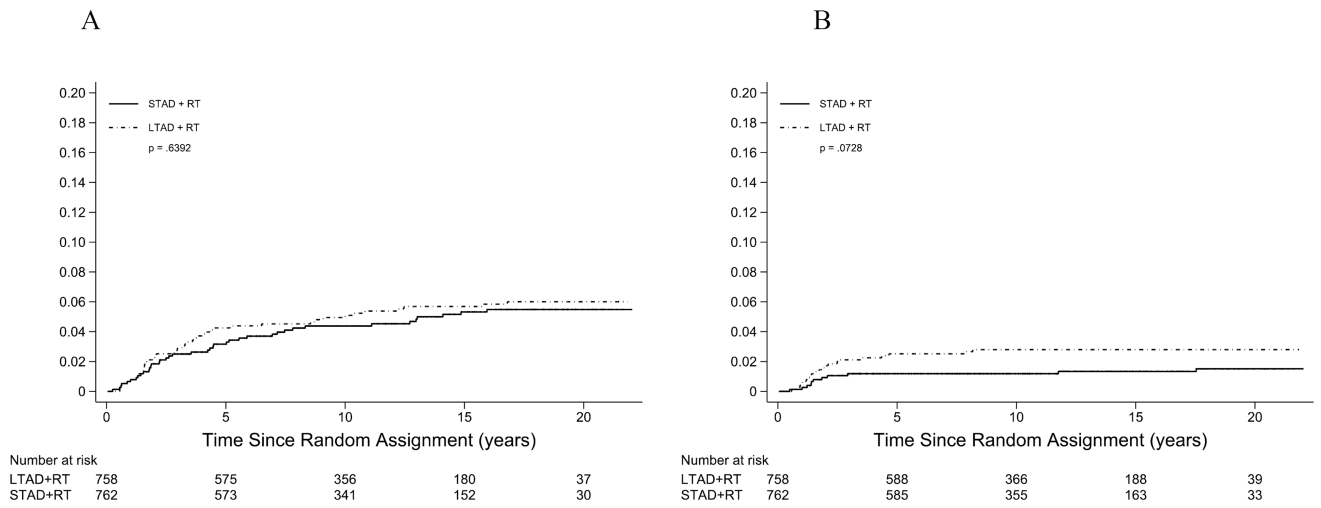 A
0.20
0.18
0.16
0.14
0.12
0.10
0.08
0.06
0.04
0.02
0
STAD + RT
LTAD + RT
p = .6392
0 5 10 15 20
Time Since Random Assignment (years)
Number at risk
LTAD+RT 758 575 356 180 37
STAD+RT 762 573 341 152 30
B
0.20
0.18
0.16
0.14
0.12
0.10
0.08
0.06
0.04
0.02
0
STAD + RT
LTAD + RT
p = .0728
0 5 10 15 20
Time Since Random Assignment (years)
Number at risk
LTAD+RT 758 588 366 188 39
STAD+RT 762 585 355 163 33